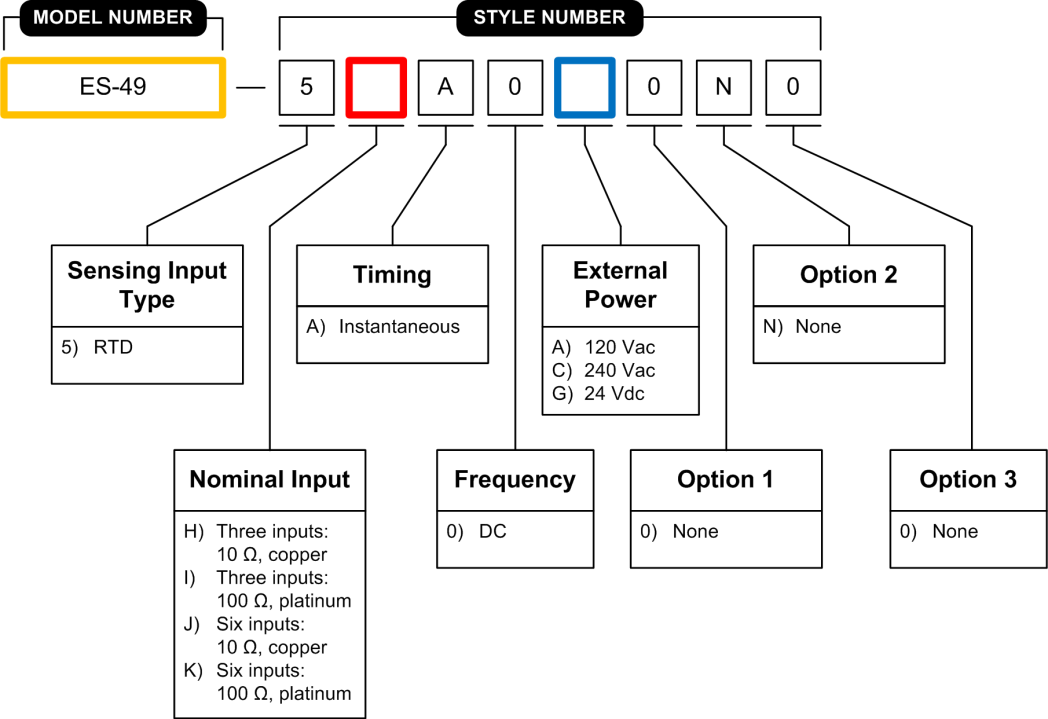 MODEL NUMBER
STYLE NUMBER
ES-49
5
A
0
0
N
0
Sensing Input
Type
5) RTD
Timing
A) Instantaneous
External
Power
A) 120 Vac
C) 240 Vac
G) 24 Vdc
Option 2
N) None
Nominal Input
H) Three inputs:
10 Ω, copper
I) Three inputs:
100 Ω, platinum
J) Six inputs:
10 Ω, copper
K) Six inputs:
100 Ω, platinum
Frequency
0) DC
Option 1
0) None
Option 3
0) None